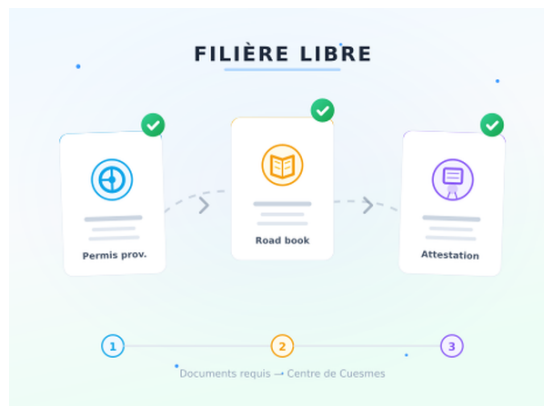 FILIÈRE LIBRE
Permis prov.
Road book
Attestation
1
2
3
Documents requis → Centre de Cuesmes